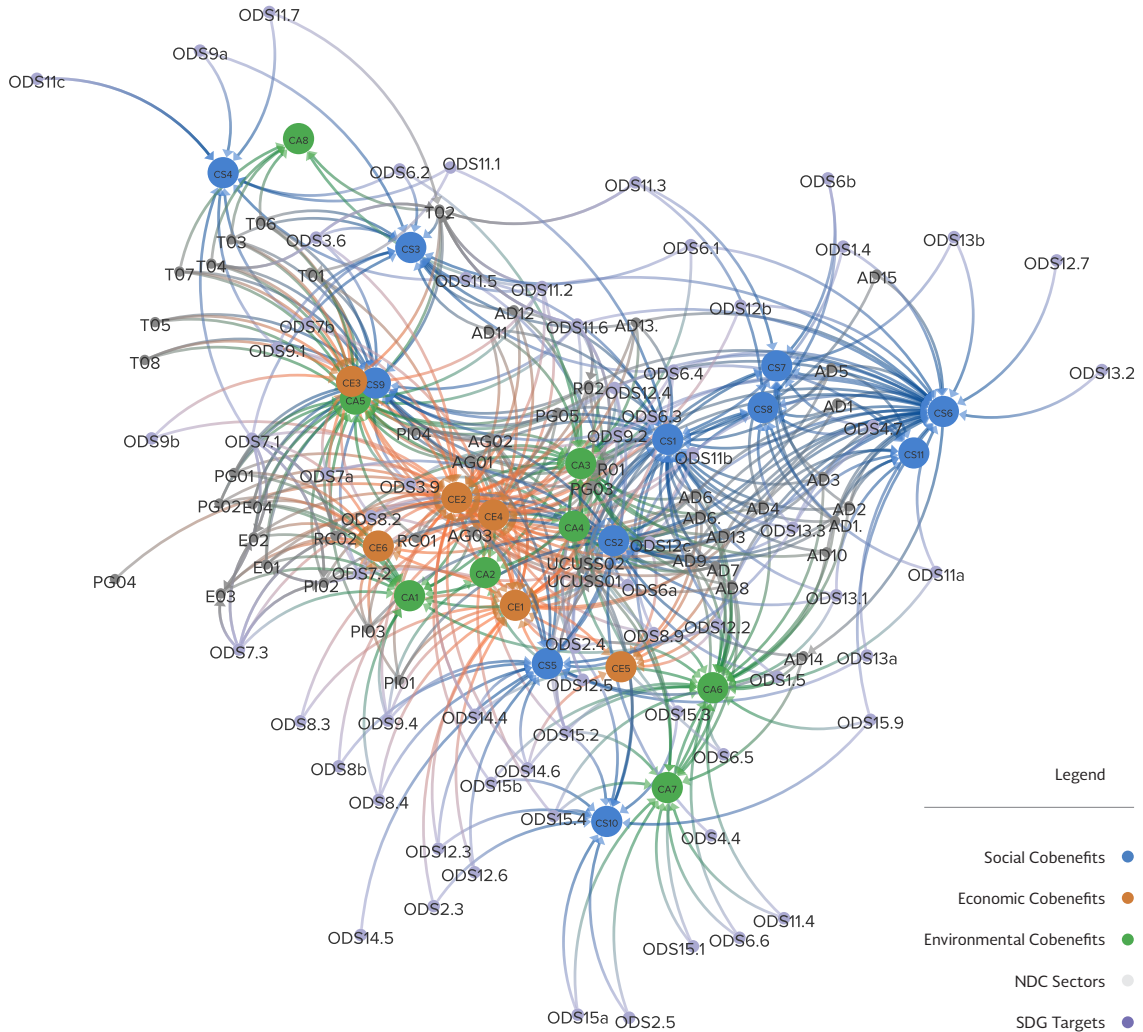 ODS11.7
ODS9a
ODS11c
CA8
CS4
ODS6.2
ODS11.1
ODS11.3
ODS6b
T02
T06
T03
ODS3.6
CS3
ODS6.1
ODS1.4
ODS13b
ODS12.7
T07
T04
T01
ODS11.5
ODS11.2
AD15
T05
ODS7b
AD12
AD11
ODS11.6
AD13.
ODS12b
T08
ODS9.1
CE3
CS9
CA5
R02
ODS12.4
ODS6.4
CS7
AD5
ODS13.2
ODS9b
ODS7.1
PI04
AG02
PG05
ODS6.3
ODS9.2
CS1
CS8
AD1
ODS4.7
CS6
PG01
ODS7a
AG01
CA3
R01
ODS11b
CS11
PG02
E04
ODS3.9
CE2
PG03
AD6
AD4
AD3
ODS8.2
CE4
AD6.
AD2
AD1.
E02
RC02
RC01
AG03
CA4
CS2
ODS12c
AD13
ODS13.3
CE6
AD9
AD10
PG04
E01
ODS7.2
CA2
UCUSS02
AD7
ODS11a
E03
PI02
CA1
CE1
UCUSS01
ODS6a
AD8
ODS13.1
PI03
ODS8.9
ODS12.2
ODS7.3
ODS2.4
CS5
CE5
AD14
ODS13a
PI01
ODS12.5
CA6
ODS1.5
ODS8.3
ODS9.4
ODS14.4
ODS15.3
ODS15.9
ODS15.2
ODS8b
ODS14.6
ODS15b
ODS6.5
ODS8.4
CA7
ODS15.4
CS10
ODS4.4
ODS12.3
ODS12.6
ODS2.3
ODS14.5
ODS11.4
ODS15.1
ODS6.6
ODS15a
ODS2.5
Legend
Social Cobenefits
Economic Cobenefits
Environmental Cobenefits
NDC Sectors
SDG Targets